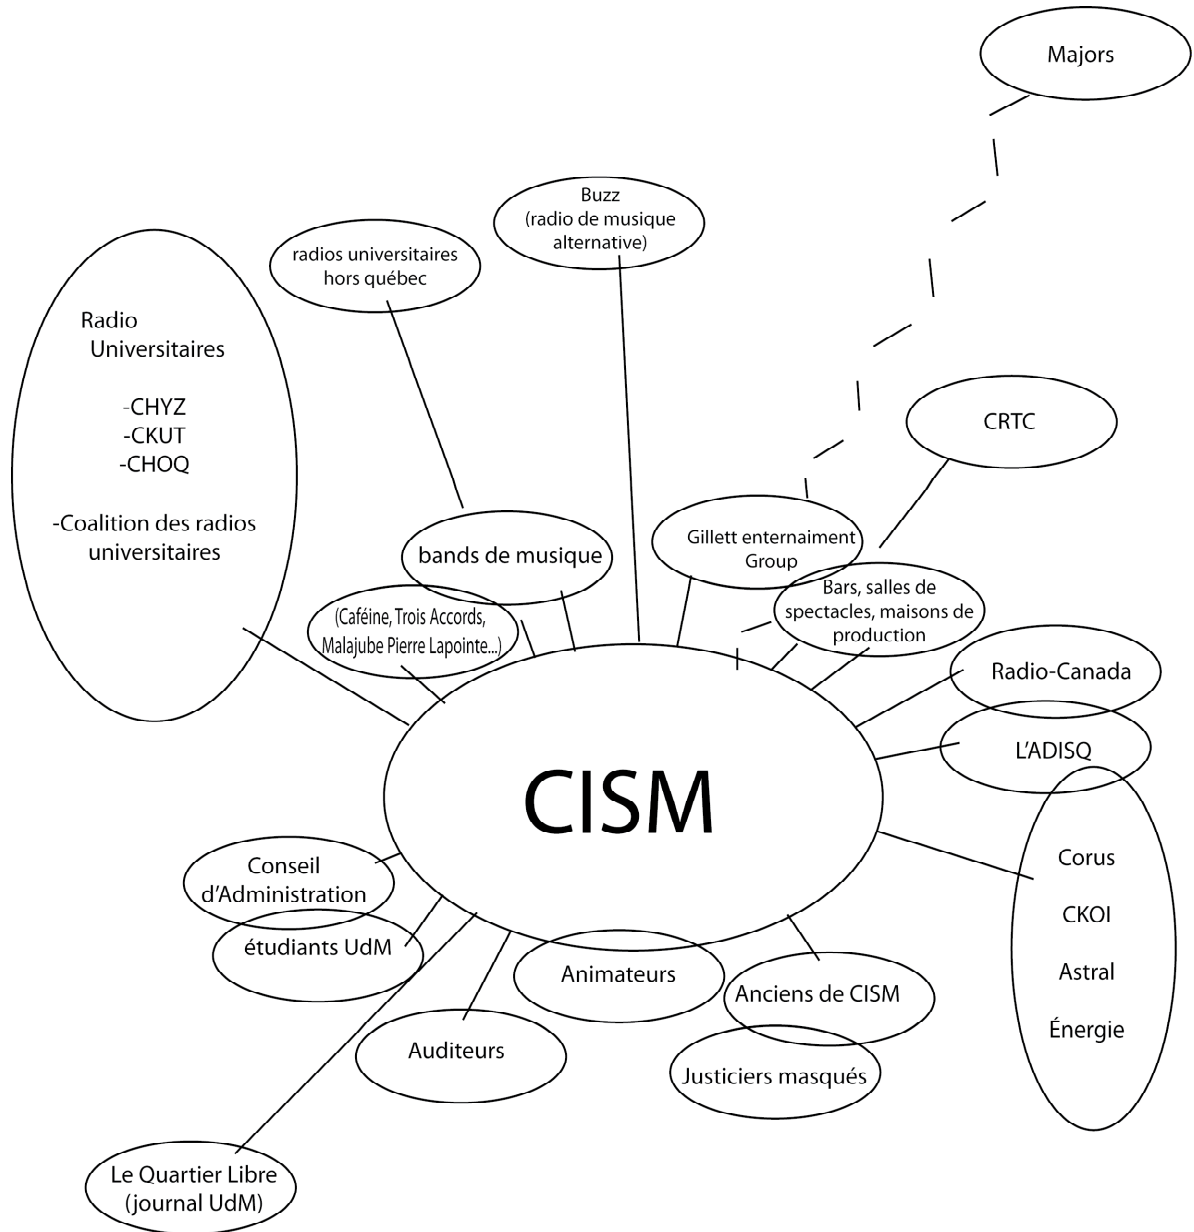 Majors
Buzz
(radio de musique
alternative)
radios universitaires
hors québec
Radio
Universitaires
-CHYZ
-CKUT
-CHOQ
-Coalition des radios
universitaires
CRTC
Gillett enternaiment
Group
bands de musique
Bars, salles de
spectacles, maisons de
production
(Caféine, Trois Accords,
Malajube Pierre Lapointe...)
Radio-Canada
L'ADISQ
CISM
Corus
CKOI
Astral
Énergie
Conseil
d'Administration
étudiants UdM
Animateurs
Anciens de CISM
Auditeurs
Justiciers masqués
Le Quartier Libre
(journal UdM)